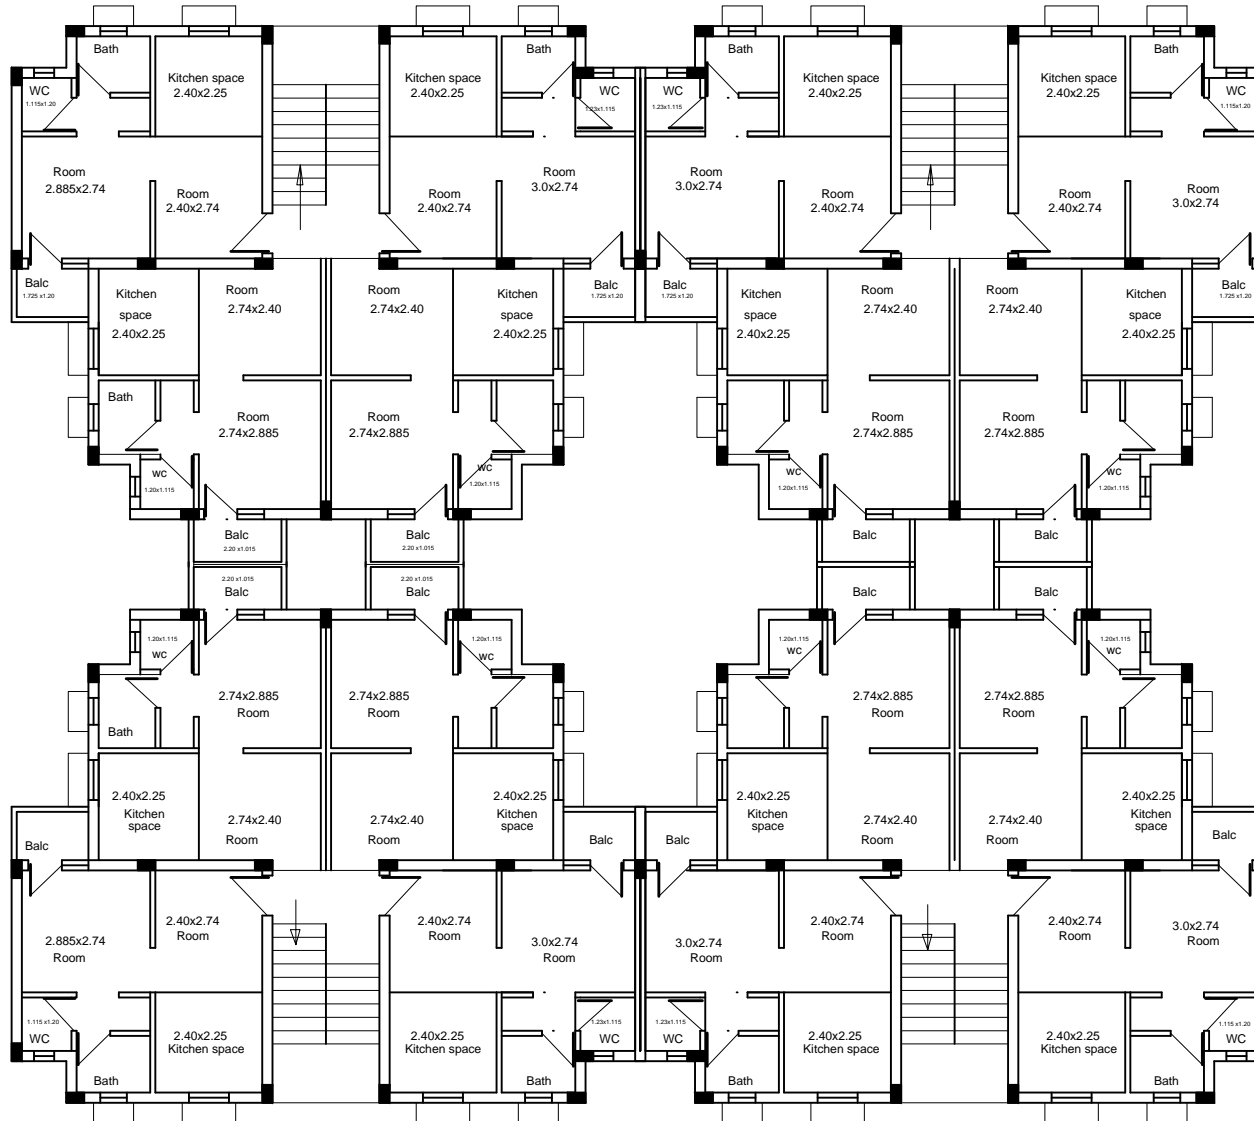 Bath
Kitchen space
2.40x2.25
WC
1.115x1.20
Room
2.885x2.74
Room
2.40x2.74
Balc
1.725 x1.20
Kitchen space
2.40x2.25
Bath
WC
1.23x1.115
Room
2.40x2.74
Room
3.0x2.74
Balc
1.725 x1.20
Bath
Kitchen space
2.40x2.25
WC
1.23x1.115
Room
3.0x2.74
Room
2.40x2.74
Balc
1.725 x1.20
Kitchen space
2.40x2.25
Bath
WC
1.115x1.20
Room
2.40x2.74
Room
3.0x2.74
Balc
1.725 x1.20
Kitchen
space
2.40x2.25
Room
2.74x2.40
Bath
Room
2.74x2.885
WC
1.20x1.115
Balc
2.20 x1.015
Room
2.74x2.40
Kitchen
space
2.40x2.25
Room
2.74x2.885
WC
1.20x1.115
Balc
2.20 x1.015
Kitchen
space
2.40x2.25
Room
2.74x2.40
Room
2.74x2.885
WC
1.20x1.115
Balc
Room
2.74x2.40
Kitchen
space
2.40x2.25
Room
2.74x2.885
WC
1.20x1.115
Balc
2.20 x1.015
Balc
1.20x1.115
WC
2.74x2.885
Room
Bath
2.40x2.25
Kitchen
space
2.74x2.40
Room
2.20 x1.015
Balc
1.20x1.115
WC
2.74x2.885
Room
2.74x2.40
Room
2.40x2.25
Kitchen
space
Balc
1.20x1.115
WC
2.74x2.885
Room
2.40x2.25
Kitchen
space
2.74x2.40
Room
Balc
1.20x1.115
WC
2.74x2.885
Room
2.74x2.40
Room
2.40x2.25
Kitchen
space
Balc
2.885x2.74
Room
2.40x2.74
Room
1.115 x1.20
WC
2.40x2.25
Kitchen space
Bath
Balc
2.40x2.74
Room
3.0x2.74
Room
1.23x1.115
WC
2.40x2.25
Kitchen space
Bath
Balc
3.0x2.74
Room
2.40x2.74
Room
1.23x1.115
WC
2.40x2.25
Kitchen space
Bath
Balc
2.40x2.74
Room
3.0x2.74
Room
1.115 x1.20
WC
2.40x2.25
Kitchen space
Bath